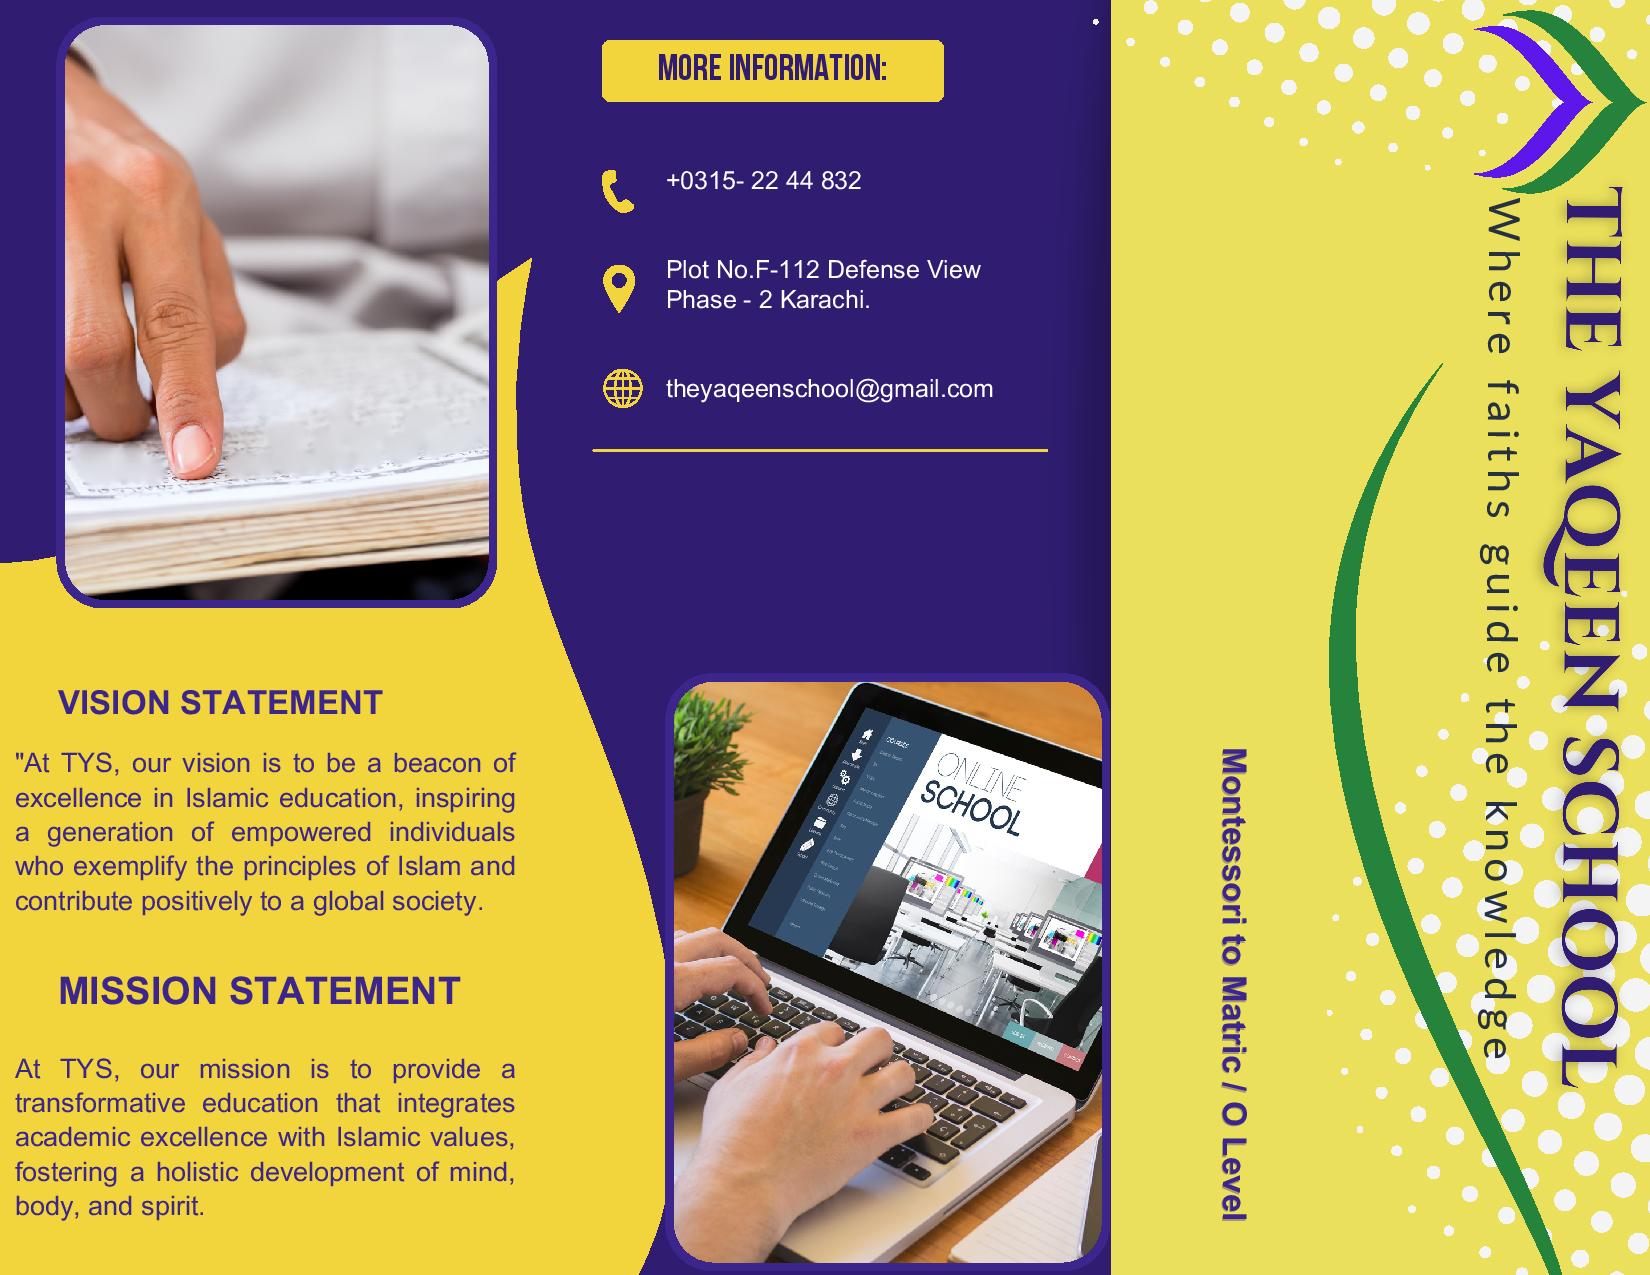 VISION STATEMENT
"At TYS, our vision is to be a beacon of
excellence in Islamic education, inspiring
a generation of empowered individuals
who exemplify the principles of Islam and
contribute positively to a global society.
MISSION STATEMENT
At TYS, our mission is to provide a
transformative education that integrates
academic excellence with Islamic values,
fostering a holistic development of mind,
body, and spirit.
MORE INFORMATION:
+0315- 22 44 832
Plot No.F-112 Defense View
Phase - 2 Karachi.
theyaqeenschool@gmail.com
COURSES
ONLINE
SCHOOL
THE YAQEEN SCHOOL
Where faiths guide the knowledge
Montessori to Matric / O Level